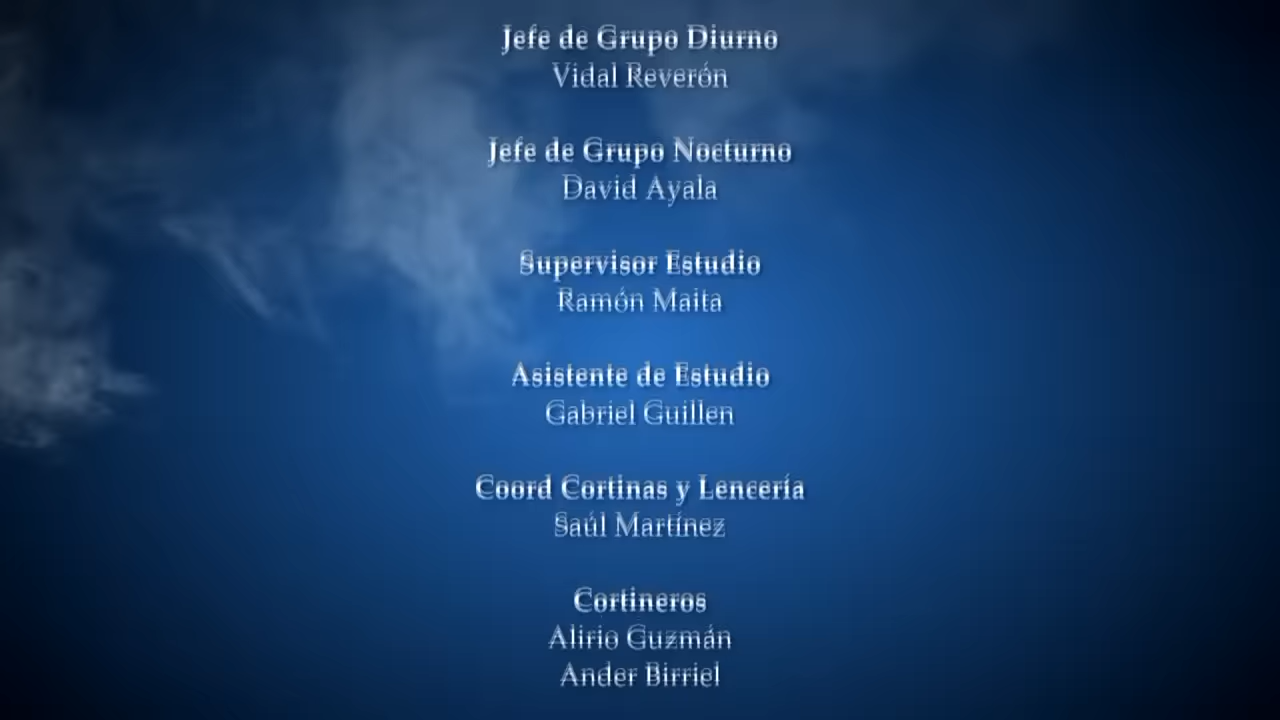 Jefe de Grupo Diurno
Vidal Reverón
Jefe de Grupo Nocturno
David Ayala
Supervisor Estudio
Ramón Maita
Asistente de Estudio
Gabriel Guillen
Coord Cortinas y Lencería
Saúl Martínez
Cortineros
Alirio Guzmán
Ander Birriel